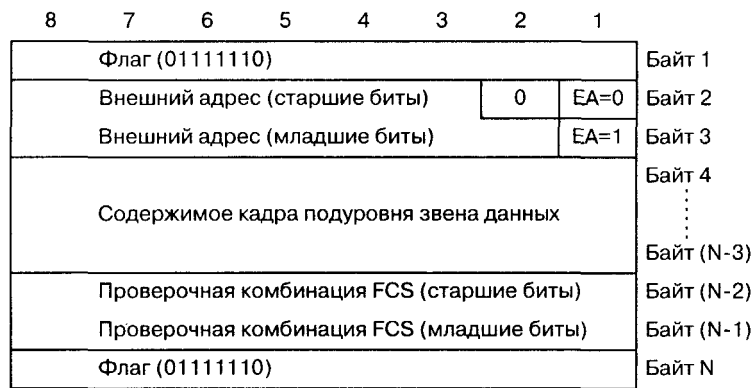 8 7 6 5 4 3 2 1
Флаг (01111110) Байт 1
Внешний адрес (старшие биты) 0 EA=0 Байт 2
Внешний адрес (младшие биты) EA=1 Байт 3
Байт 4
Содержимое кадра подуровня звена данных
Байт (N-3)
Проверочная комбинация FCS (старшие биты) Байт (N-2)
Проверочная комбинация FCS (младшие биты) Байт (N-1)
Флаг (01111110) Байт N